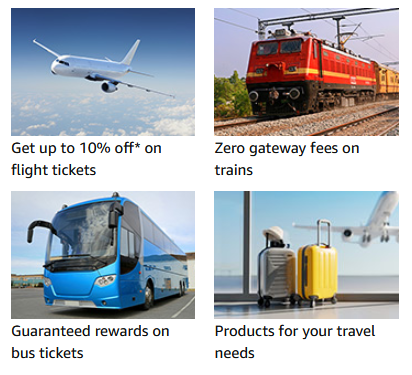 Get up to 10% off* on
flight tickets
Zero gateway fees on
trains
Guaranteed rewards on
bus tickets
Products for your travel
needs